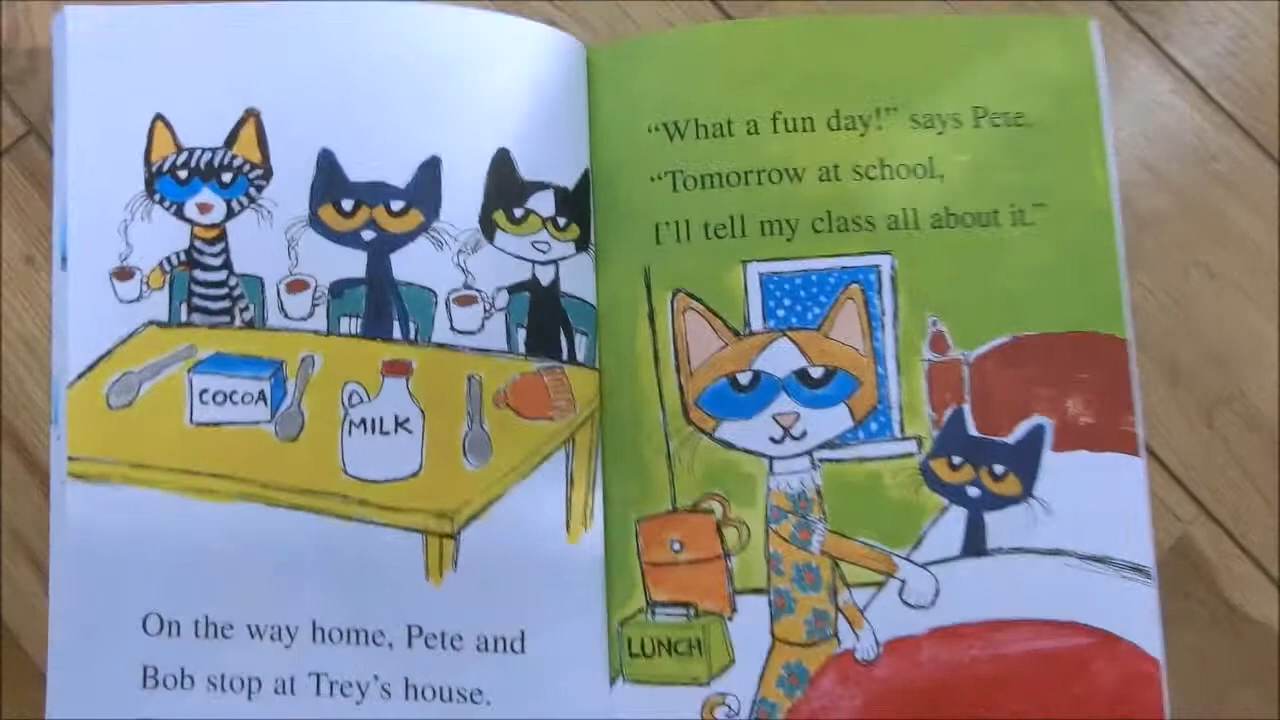 COCOA
MILK
On the way home, Pete and
Bob stop at Trey's house.
“What a fun day!” says Pete.
“Tomorrow at school,
I'll tell my class all about it.”
LUNCH